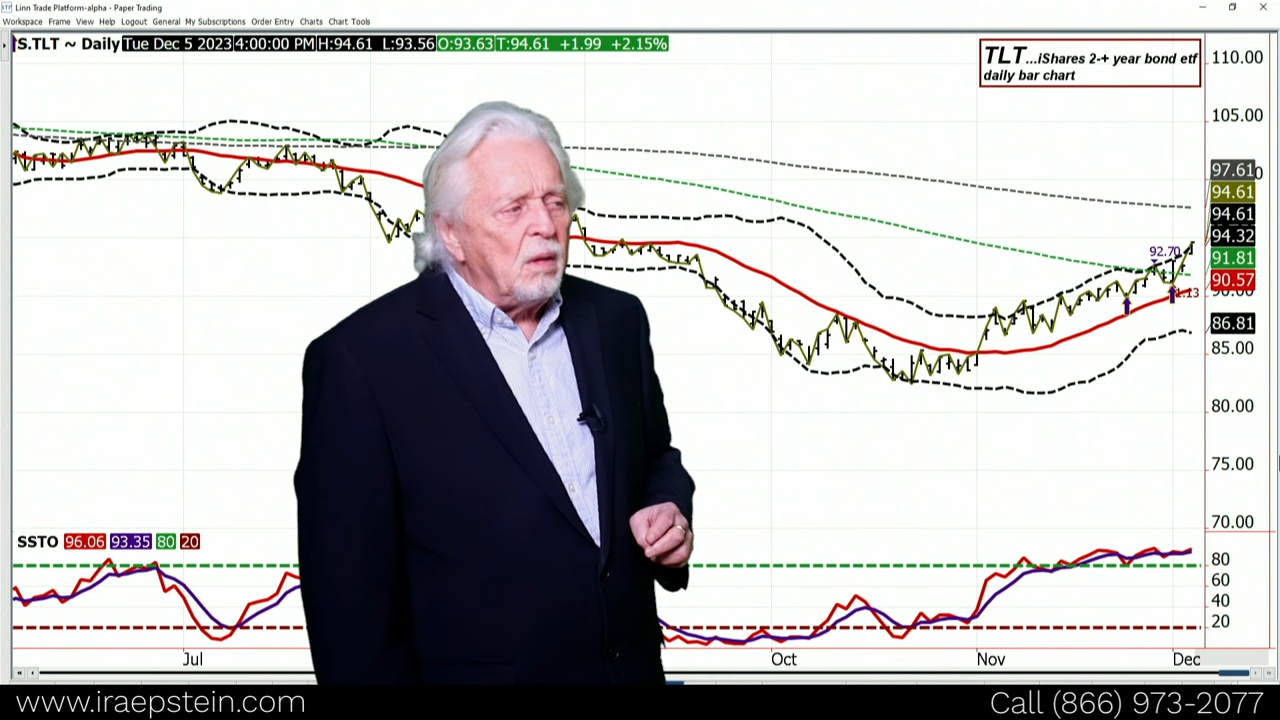 Linn Trade Platform-alpha - Paper Trading
Workspace Frame View Help Logout General My Subscriptions Order Entry Charts Chart Tools
S.TLT ~ Daily Tue Dec 5 2023 4:00:00 PM H:94.61 L:93.56 O:93.63 T:94.61 +1.99 +2.15%
TLT...iShares 2-+ year bond etf
daily bar chart
110.00
105.00
97.61
94.61
94.61
94.32
92.70
91.81
90.57
86.81
85.00
80.00
75.00
70.00
SSTO 96.06 93.35 80 20
80
60
40
20
Jul Oct Nov Dec
www.iraepstein.com Call (866) 973-2077